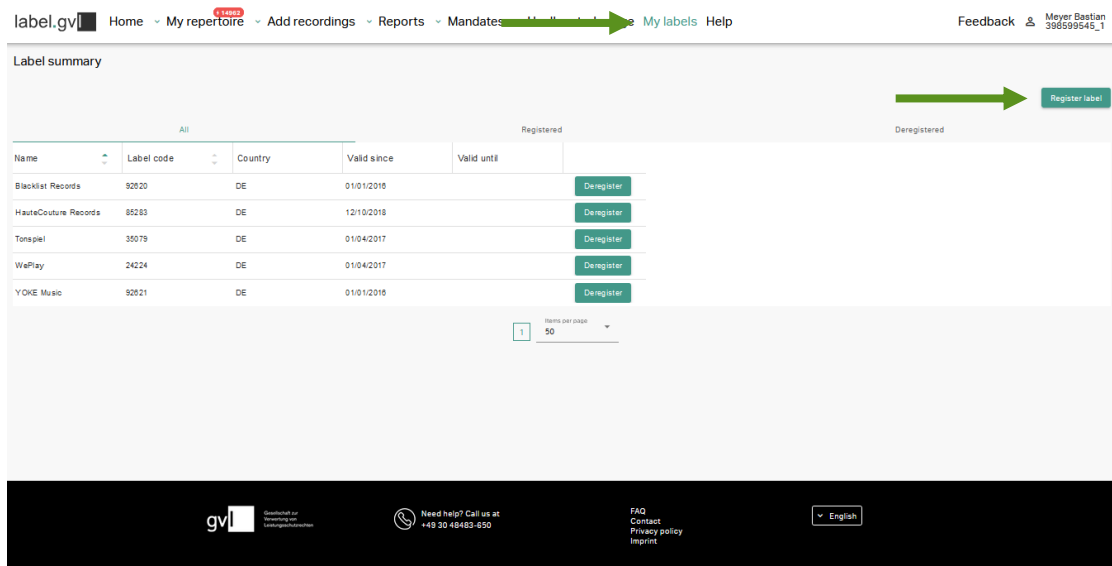 label.gvl Home My repertoire + 14962 Add recordings Reports Mandates My labels Help Feedback Meyer Bastian
398599545_1
Label summary
Register label
All Registered Deregistered
Name Label code Country Valid since Valid until
Blacklist Records 92620 DE 01/01/2016 Deregister
HauteCouture Records 85283 DE 12/10/2018 Deregister
Tonspiel 35079 DE 01/04/2017 Deregister
WePlay 24224 DE 01/04/2017 Deregister
YOKE Music 92621 DE 01/01/2016 Deregister
Items per page
1 50
gvl Gesellschaft zur
Verwertung von
Leistungsschutzrechten
Need help? Call us at
+49 30 48483-650
FAQ
Contact
Privacy policy
Imprint
English